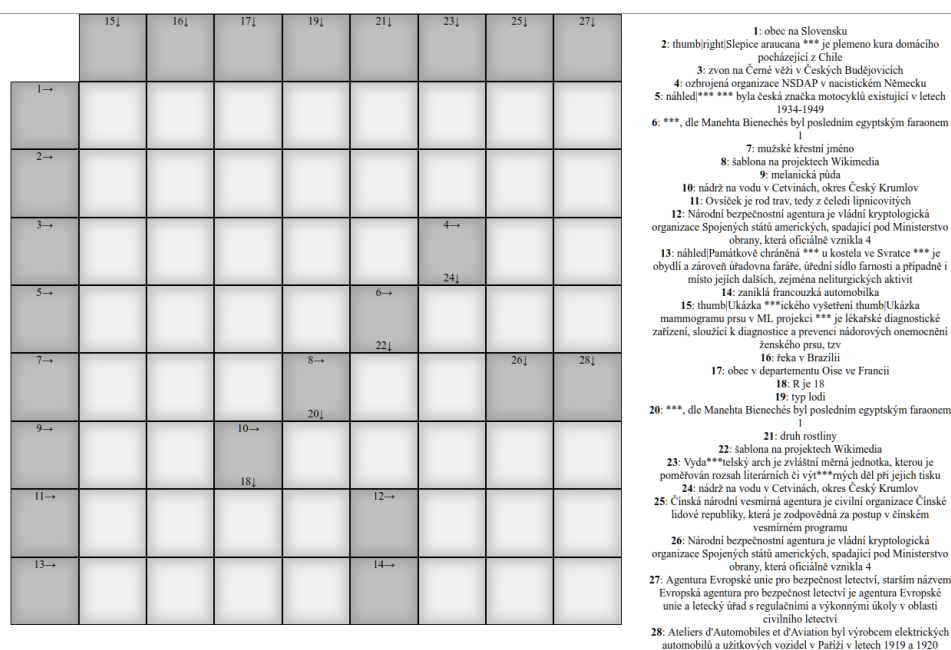 15↓ 16↓ 17↓ 19↓ 21↓ 23↓ 25↓ 27↓
1→
2→
3→ 4→
24↓
5→ 6→
22↓
7→ 8→ 26↓ 28↓
20↓
9→ 10→
18↓
11→ 12→
13→ 14→
1: obec na Slovensku
2: thumb|right|Slepice araucana *** je plemeno kura domácího
pocházející z Chile
3: zvon na Černé věži v Českých Budějovicích
4: ozbrojená organizace NSDAP v nacistickém Německu
5: náhled|*** *** byla česká značka motocyklů existující v letech
1934-1949
6: ***, dle Manehta Bienechés byl posledním egyptským faraonem
1
7: mužské křestní jméno
8: šablona na projektech Wikimedia
9: melanická půda
10: nádrž na vodu v Cetvinách, okres Český Krumlov
11: Ovsíček je rod trav, tedy z čeledi lipnicovitých
12: Národní bezpečnostní agentura je vládní kryptologická
organizace Spojených států amerických, spadající pod Ministerstvo
obrany, která oficiálně vznikla 4
13: náhled|Památkově chráněná *** u kostela ve Svratce *** je
obydlí a zároveň úřadovna faráře, úřední sídlo farnosti a případně i
místo jejích dalších, zejména neliturgických aktivit
14: zaniklá francouzká automobilka
15: thumb|Ukázka ***ického vyšetření thumb|Ukázka
mammogramu prsu v ML projekci *** je lékařské diagnostické
zařízení, sloužící k diagnostice a prevenci nádorových onemocnění
ženského prsu, tzv
16: řeka v Brazílii
17: obec v departementu Oise ve Francii
18: R je 18
19: typ lodi
20: ***, dle Manehta Bienechés byl posledním egyptským faraonem
1
21: druh rostliny
22: šablona na projektech Wikimedia
23: Vyda***telský arch je zvláštní měrná jednotka, kterou je
poměřován rozsah literárních či výt***rných děl při jejich tisku
24: nádrž na vodu v Cetvinách, okres Český Krumlov
25: Čínská národní vesmírná agentura je civilní organizace Čínské
lidové republiky, která je zodpovědná za postup v čínském
vesmírném programu
26: Národní bezpečnostní agentura je vládní kryptologická
organizace Spojených států amerických, spadající pod Ministerstvo
obrany, která oficiálně vznikla 4
27: Agentura Evropské unie pro bezpečnost letectví, starším názvem
Evropská agentura pro bezpečnost letectví je agentura Evropské
unie a letecký úřad s regulačními a výkonnými úkoly v oblasti
civilního letectví
28: Ateliers d'Automobiles et d'Aviation byl výrobcem elektrických
automobilů a užitkových vozidel v Paříži v letech 1919 a 1920